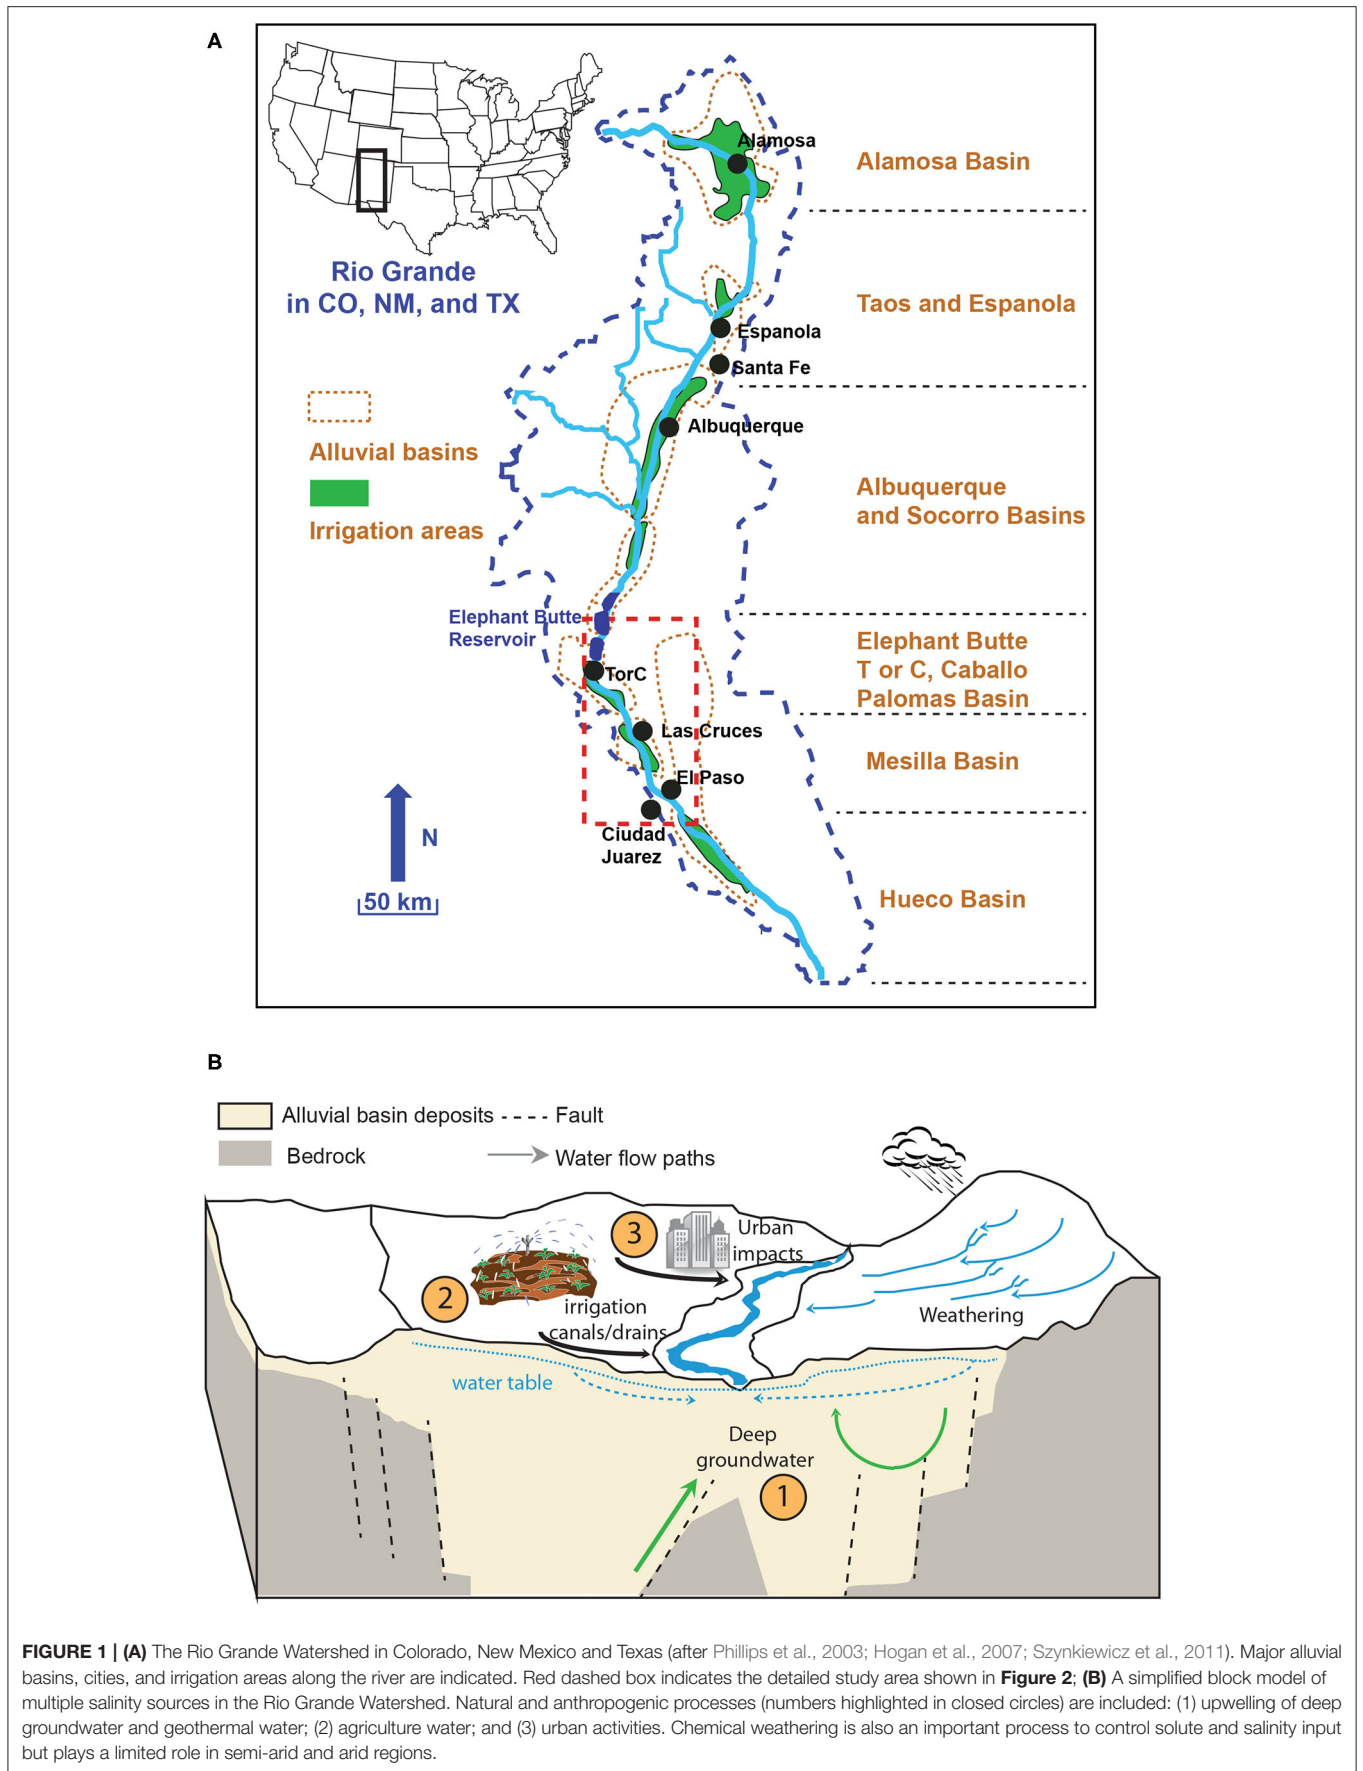 A
Alamosa
Alamosa Basin
Rio Grande
in CO, NM, and TX
Taos and Espanola
Espanola
Santa Fe
Alluvial basins
Albuquerque
Irrigation areas
Albuquerque
and Socorro Basins
Elephant Butte
Reservoir
Elephant Butte
T or C, Caballo
Palomas Basin
TorC
Las Cruces
Mesilla Basin
El Paso
Ciudad
Juarez
N
50 km
Hueco Basin
B
Alluvial basin deposits
Fault
Bedrock
Water flow paths
3
Urban
impacts
2
irrigation
canals/drains
Weathering
water table
Deep
groundwater
1
FIGURE 1 | (A) The Rio Grande Watershed in Colorado, New Mexico and Texas (after Phillips et al., 2003; Hogan et al., 2007; Szynkiewicz et al., 2011). Major alluvial
basins, cities, and irrigation areas along the river are indicated. Red dashed box indicates the detailed study area shown in Figure 2; (B) A simplified block model of
multiple salinity sources in the Rio Grande Watershed. Natural and anthropogenic processes (numbers highlighted in closed circles) are included: (1) upwelling of deep
groundwater and geothermal water; (2) agriculture water; and (3) urban activities. Chemical weathering is also an important process to control solute and salinity input
but plays a limited role in semi-arid and arid regions.